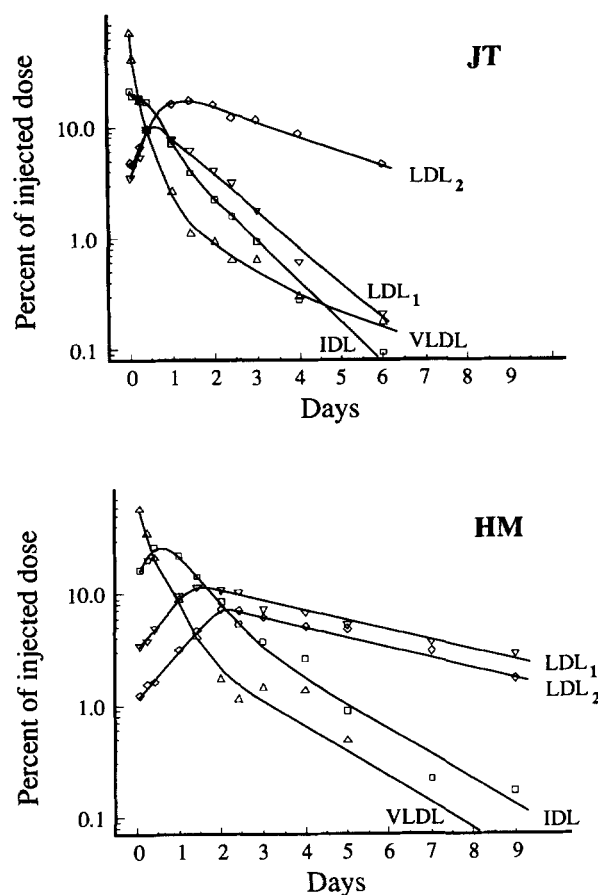 JT
Percent of injected dose
10.0
1.0
0.1
LDL2
LDL1
VLDL
IDL
0 1 2 3 4 5 6 7 8 9
Days
HM
Percent of injected dose
10.0
1.0
0.1
LDL1
LDL2
IDL
VLDL
0 1 2 3 4 5 6 7 8 9
Days